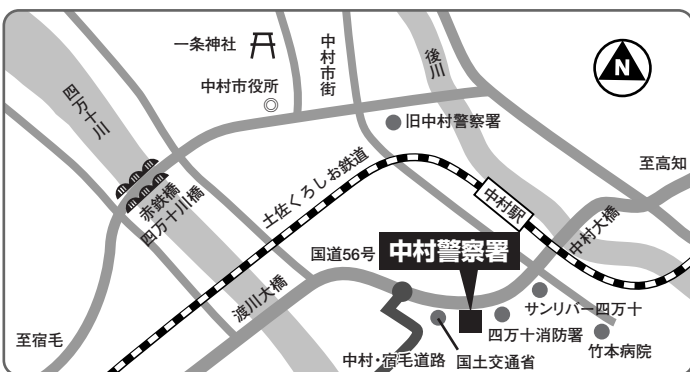 一条神社
中村市街
後川
N
中村市役所
四万十川
旧中村警察署
至高知
土佐くろしお鉄道
中村駅
赤鉄橋
四万十川橋
中村大橋
国道56号
中村警察署
渡川大橋
サンリバー四万十
四万十消防署
至宿毛
竹本病院
中村・宿毛道路
国土交通省